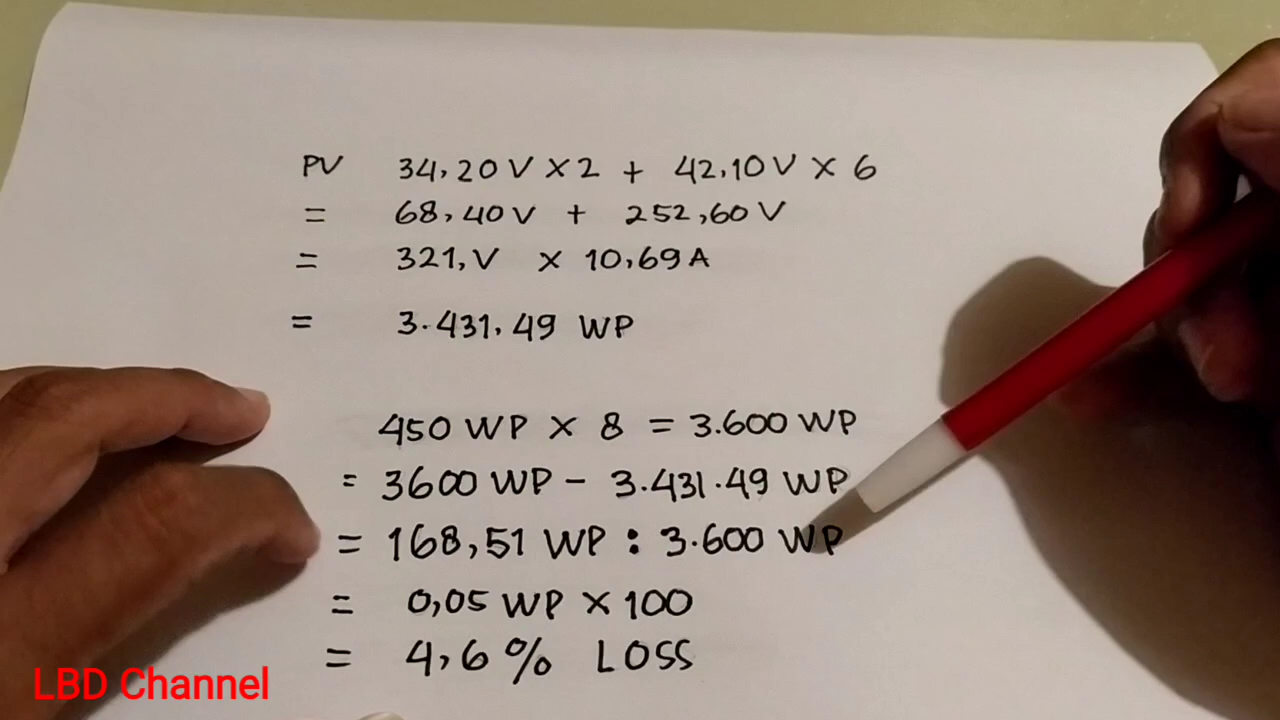 PV 34,20 V X 2 + 42,10 V X 6
= 68,40 V + 252,60 V
= 321, V X 10,69 A
= 3.431,49 WP
450 WP X 8 = 3.600 WP
= 3600 WP - 3.431.49 WP
= 168,51 WP : 3.600 WP
= 0,05 WP X 100
= 4,6 % LOSS
LBD Channel